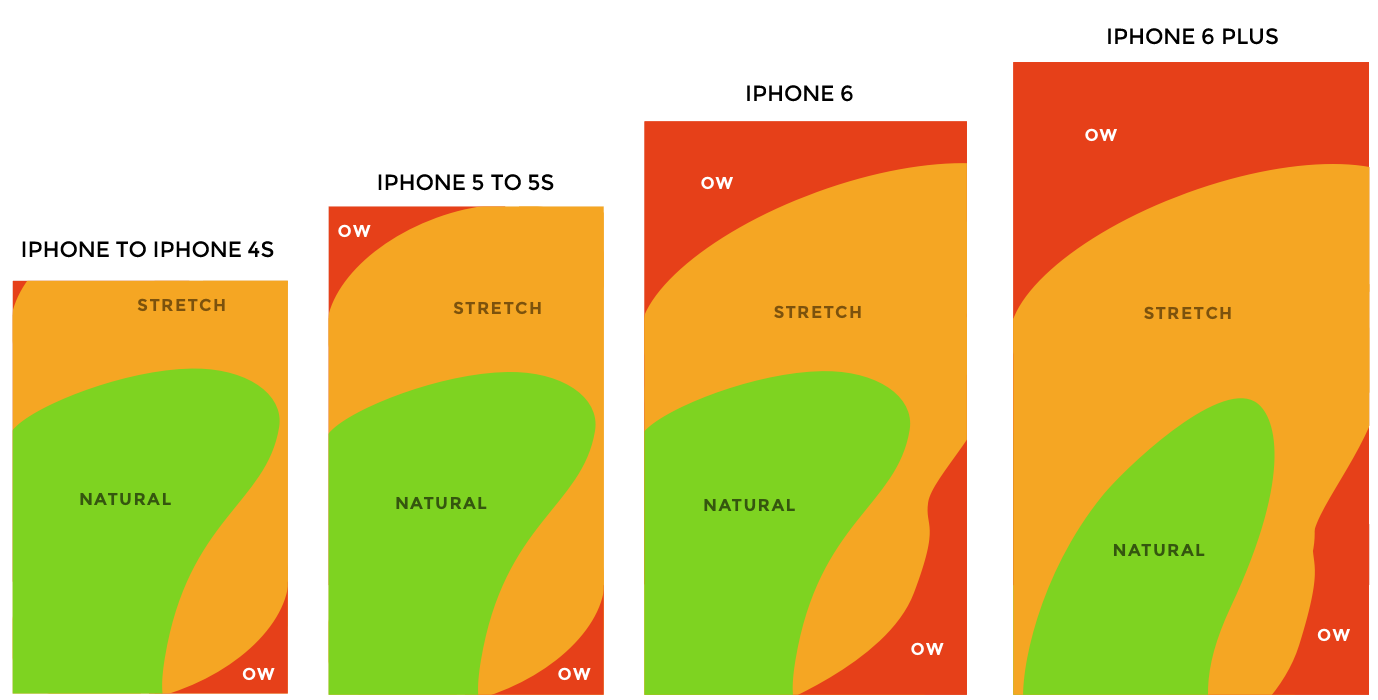 IPHONE TO IPHONE 4S
STRETCH
NATURAL
OW
IPHONE 5 TO 5S
OW
STRETCH
NATURAL
OW
IPHONE 6
OW
STRETCH
NATURAL
OW
IPHONE 6 PLUS
OW
STRETCH
NATURAL
OW